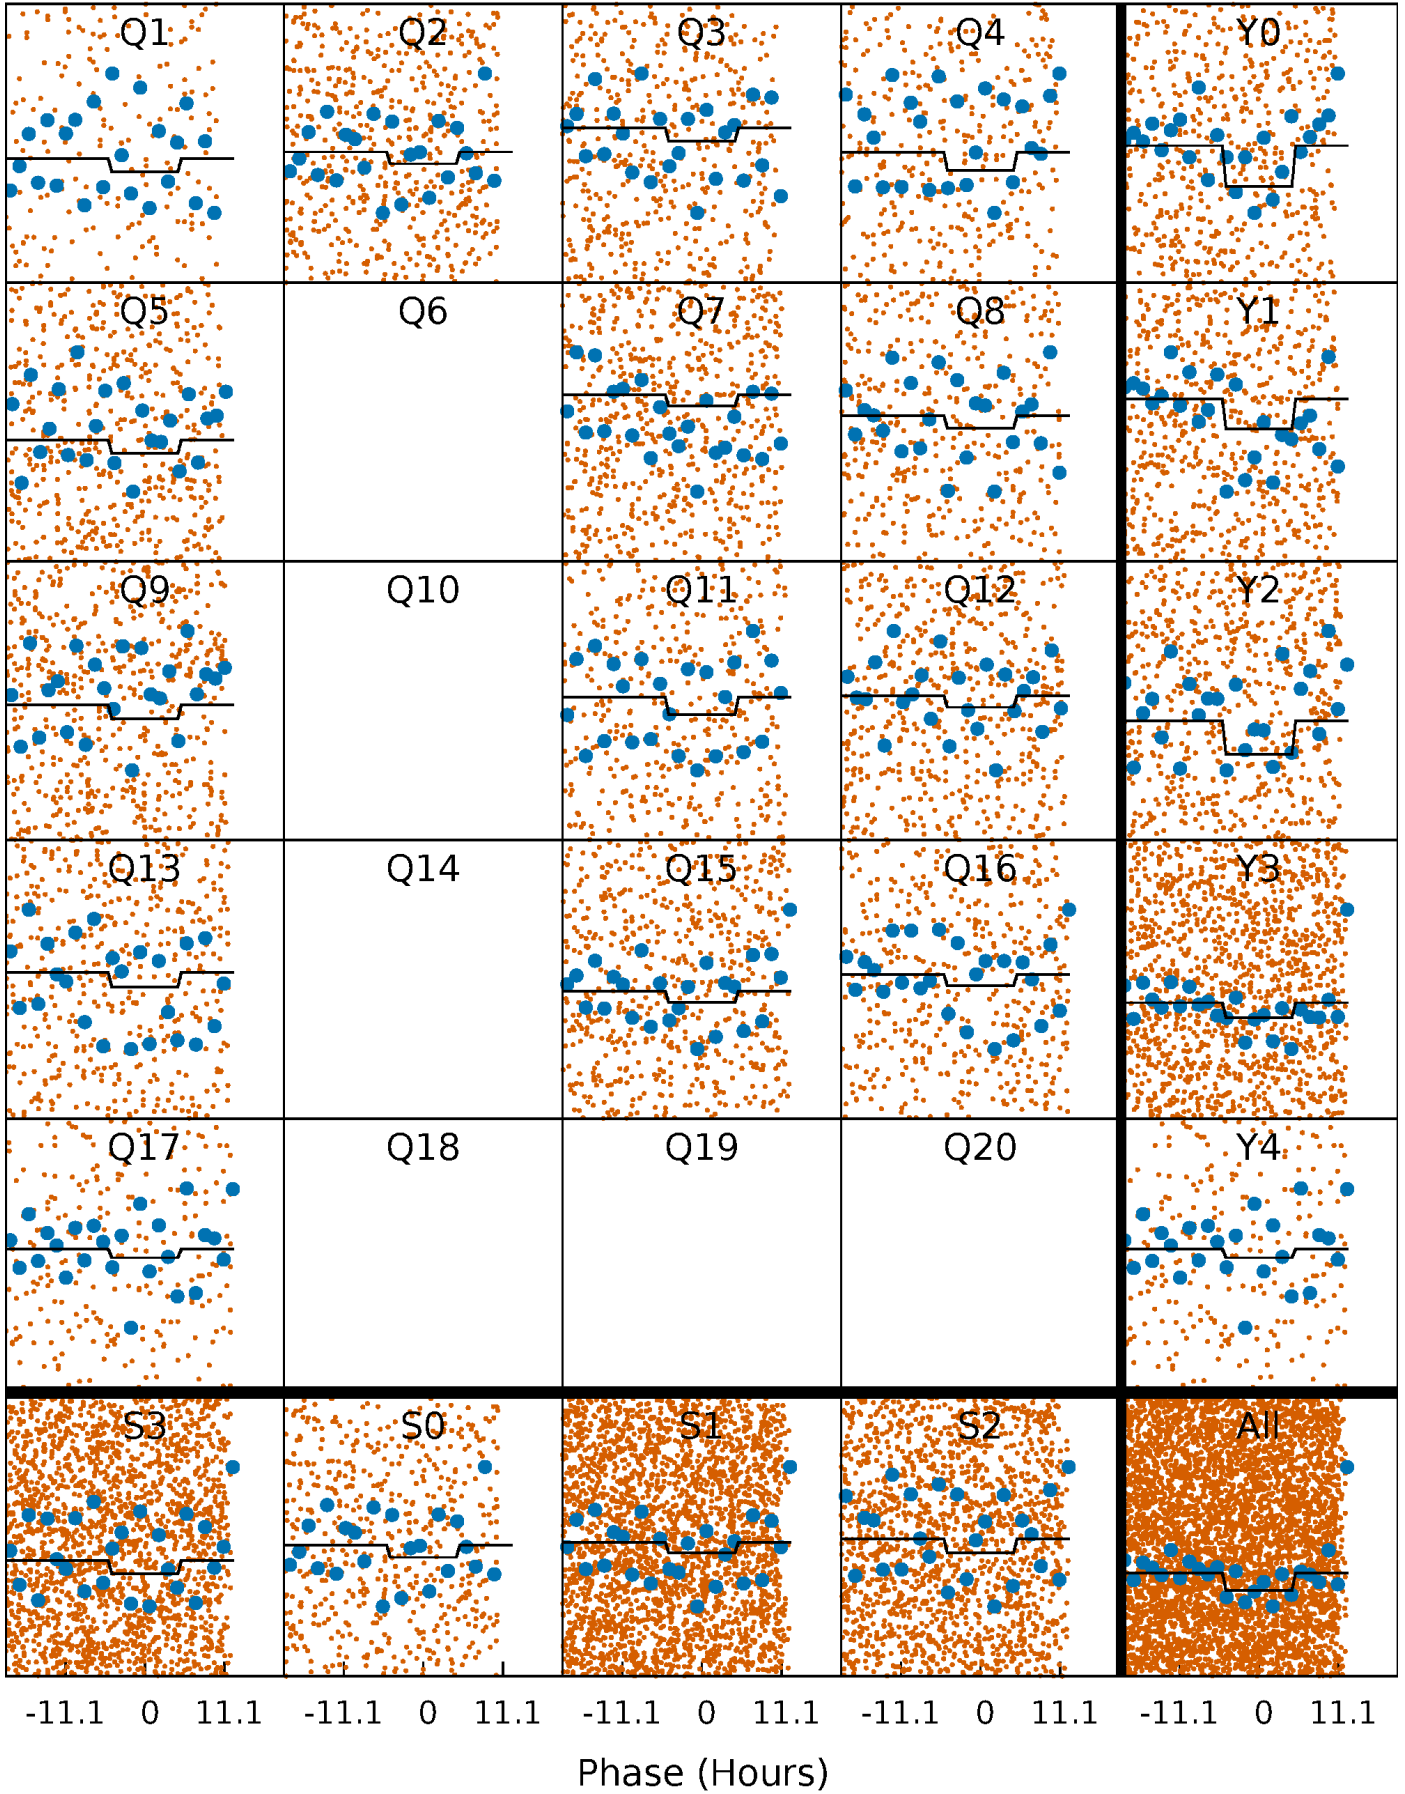 Q1 Q2 Q3 Q4 Y0
Q5 Q6 Q7 Q8 Y1
Q9 Q10 Q11 Q12 Y2
Q13 Q14 Q15 Q16 Y3
Q17 Q18 Q19 Q20 Y4
S3 S0 S1 S2 All
-11.1 0 11.1 -11.1 0 11.1 -11.1 0 11.1 -11.1 0 11.1 -11.1 0 11.1
Phase (Hours)